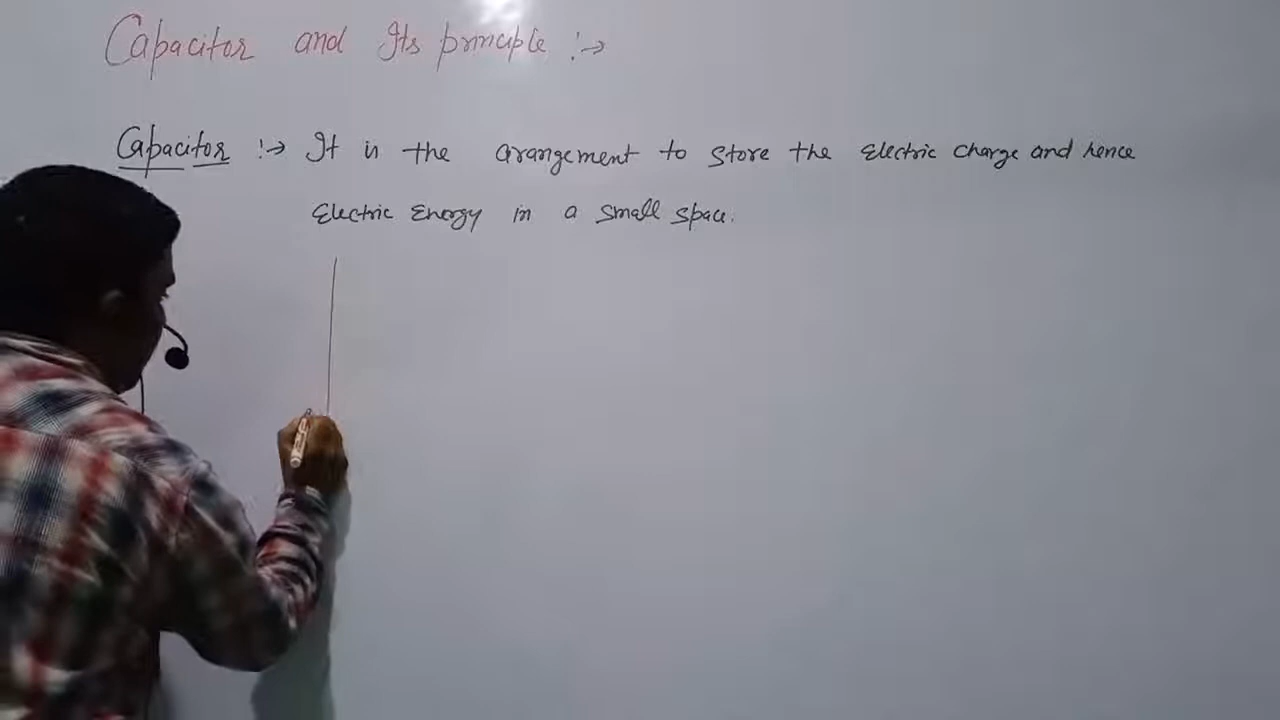 Capacitor and Its principle :→
Capacitor :→ It is the arangement to store the Electric charge and hence
Electric Energy in a small space.